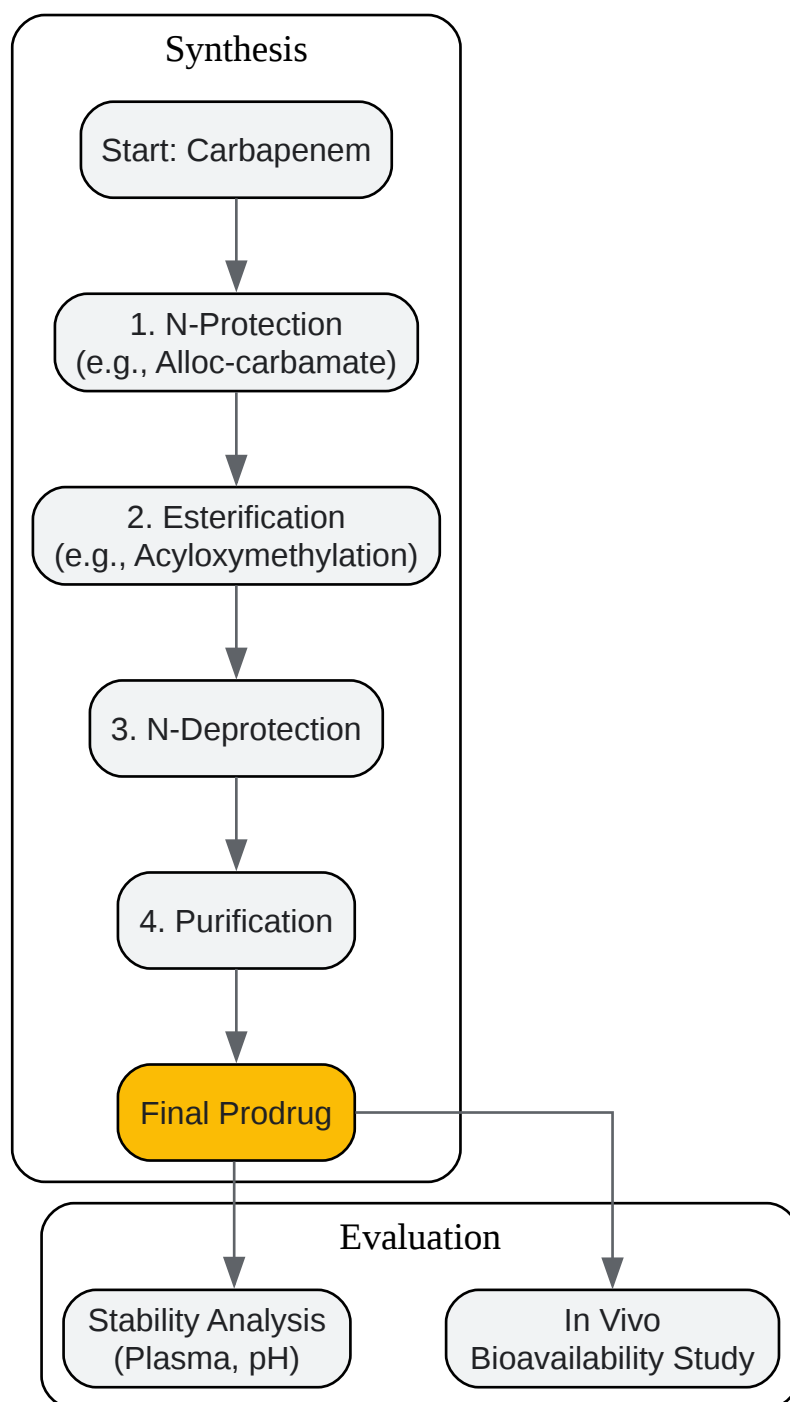 Synthesis
Start: Carbapenem
1. N-Protection
(e.g., Alloc-carbamate)
2. Esterification
(e.g., Acyloxymethylation)
3. N-Deprotection
4. Purification
Final Prodrug
Evaluation
Stability Analysis
(Plasma, pH)
In Vivo
Bioavailability Study